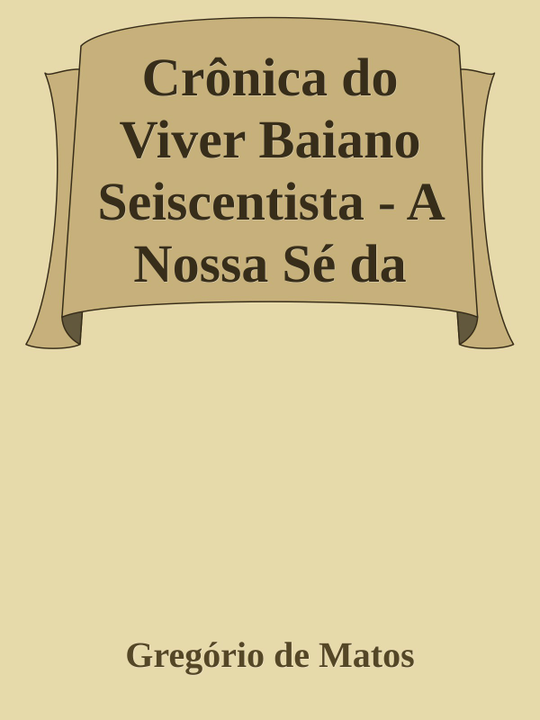 Crônica do
Viver Baiano
Seiscentista - A
Nossa Sé da
Gregório de Matos